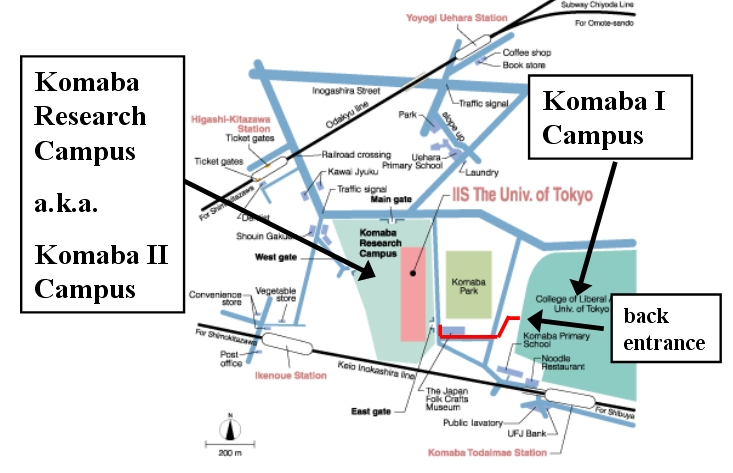 Subway Chiyoda Line
For Omote-sando
Yoyogi Uehara Station
Coffee shop
Book store
Komaba
Research
Campus
a.k.a.
Komaba II
Campus
Komaba I
Campus
Inogashira Street
Odakyu line
Traffic signal
Park
slope up
Higashi-Kitazawa
Station
Ticket gates
Ticket gates
Railroad crossing
Kawai Jyuku
Traffic signal
Uehara
Primary School
Laundry
For Shimokitazawa
Main gate
IIS The Univ. of Tokyo
Shouin
Komaba
Research
Campus
West gate
Komaba
Park
College of Liberal
Univ. of Tokyo
back
entrance
Convenience
store
Vegetable
store
For Shimokitazawa
Post
office
Ikenoue Station
Keio Inokashira line
Komaba Primary
School
Noodle
Restaurant
The Japan
Folk Crafts
Museum
East gate
Public lavatory
UFJ Bank
For Shibuya
Komaba Todaimae Station
N
200 m